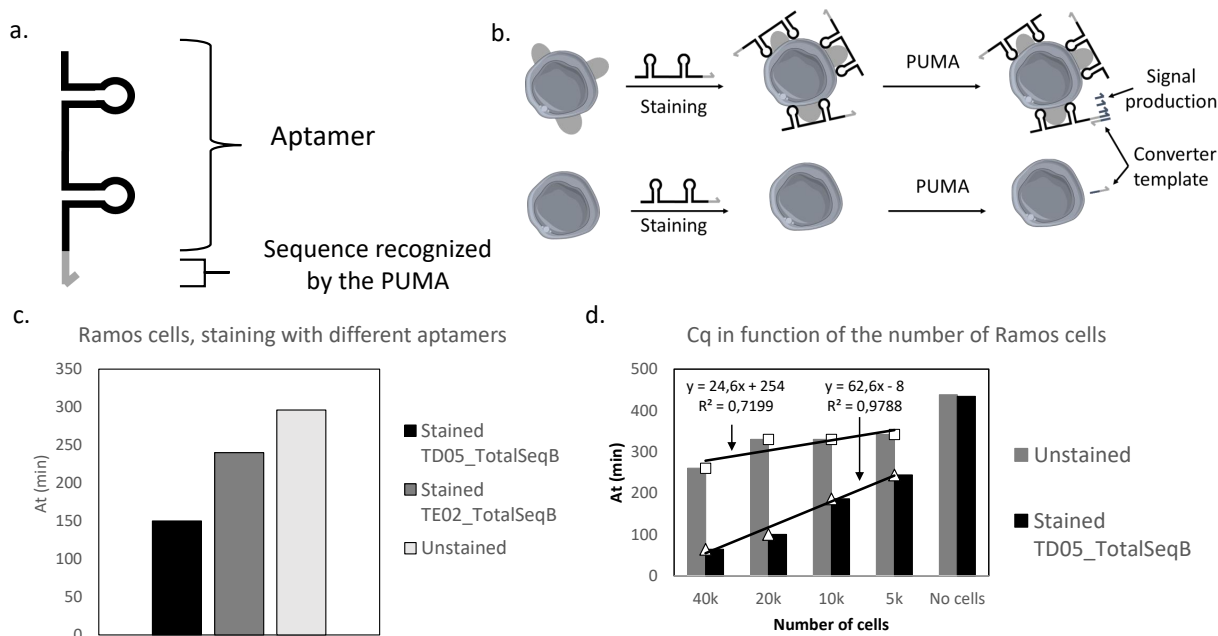 a.
Aptamer
Sequence recognized
by the PUMA
b.
Staining
PUMA
Signal
production
Converter
template
Staining
PUMA
c.
Ramos cells, staining with different aptamers
At (min)
350
300
250
200
150
100
50
0
Stained
TD05_TotalSeqB
Stained
TE02_TotalSeqB
Unstained
d.
Cq in function of the number of Ramos cells
At (min)
500
400
300
200
100
0
y = 24,6x + 254
R² = 0,7199
y = 62,6x - 8
R² = 0,9788
40k
20k
10k
5k
No cells
Number of cells
Unstained
Stained
TD05_TotalSeqB